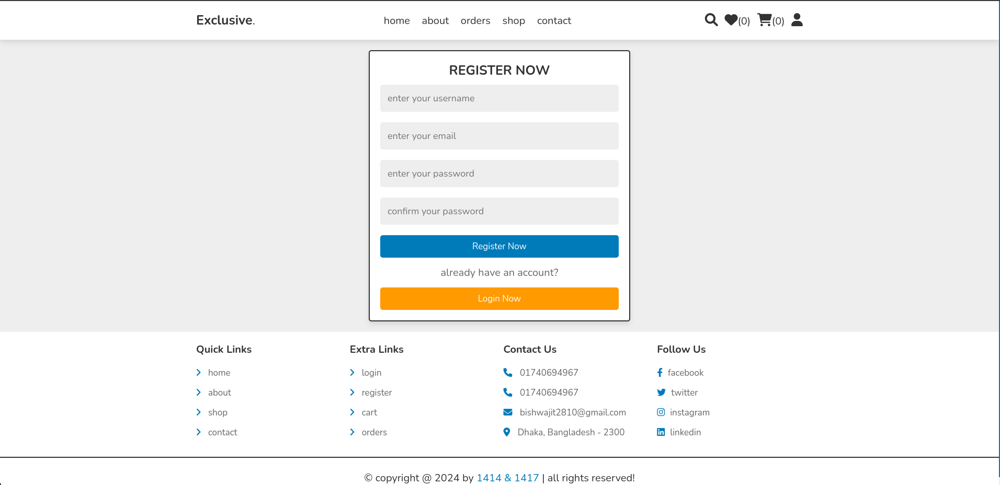 Exclusive.
home about orders shop contact
(0) (0)
REGISTER NOW
enter your username
enter your email
enter your password
confirm your password
Register Now
already have an account?
Login Now
Quick Links
home
about
shop
contact
Extra Links
login
register
cart
orders
Contact Us
01740694967
01740694967
bishwajit2810@gmail.com
Dhaka, Bangladesh - 2300
Follow Us
facebook
twitter
instagram
linkedin
© copyright @ 2024 by 1414 & 1417 | all rights reserved!